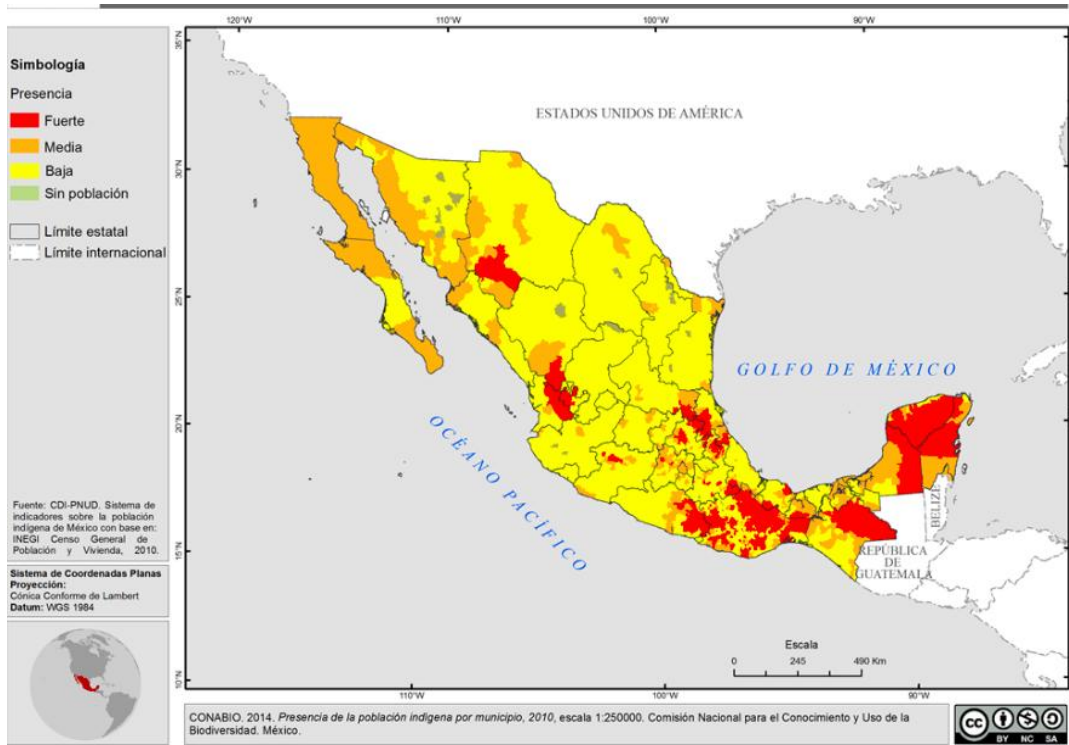 120°W
110°W
100°W
90°W
35°N
30°N
25°N
20°N
15°N
10°N
Simbología
Presencia
Fuerte
Media
Baja
Sin población
Límite estatal
Límite internacional
ESTADOS UNIDOS DE AMÉRICA
GOLFO DE MÉXICO
OCÉANO PACÍFICO
BELIZE
REPÚBLICA
DE
GUATEMALA
Fuente: CDI-PNUD. Sistema de
indicadores sobre la población
indígena de México con base en:
INEGI Censo General de
Población y Vivienda, 2010.
Sistema de Coordenadas Planas
Proyección:
Cónica Conforme de Lambert
Datum: WGS 1984
Escala
0 245 490 Km
110°W
100°W
90°W
CONABIO. 2014. Presencia de la población indígena por municipio, 2010, escala 1:250000. Comisión Nacional para el Conocimiento y Uso de la
Biodiversidad. México.
cc
BY NC SA